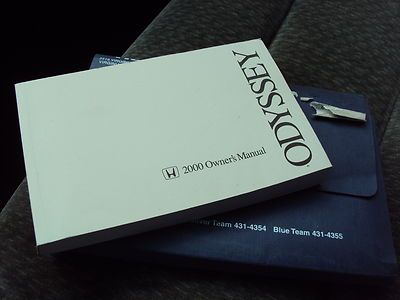 ODYSSEY
2000 Owner's Manual
Team 431-4354 Blue Team 431-4355